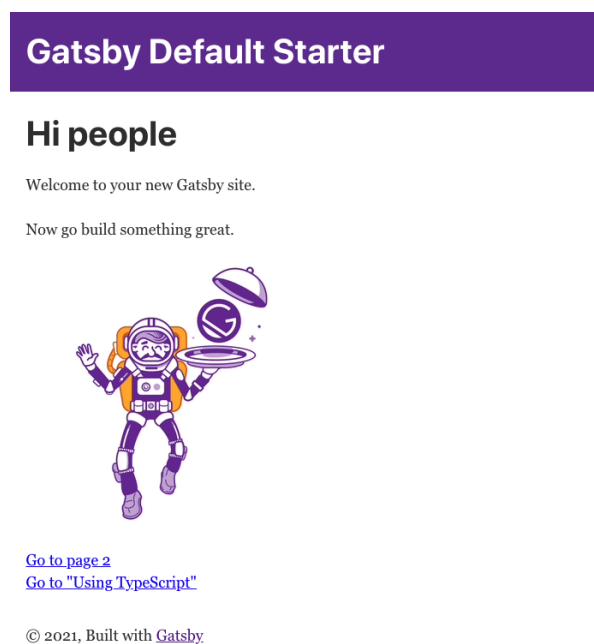 Gatsby Default Starter
Hi people
Welcome to your new Gatsby site.
Now go build something great.
Go to page 2
Go to "Using TypeScript"
© 2021, Built with Gatsby